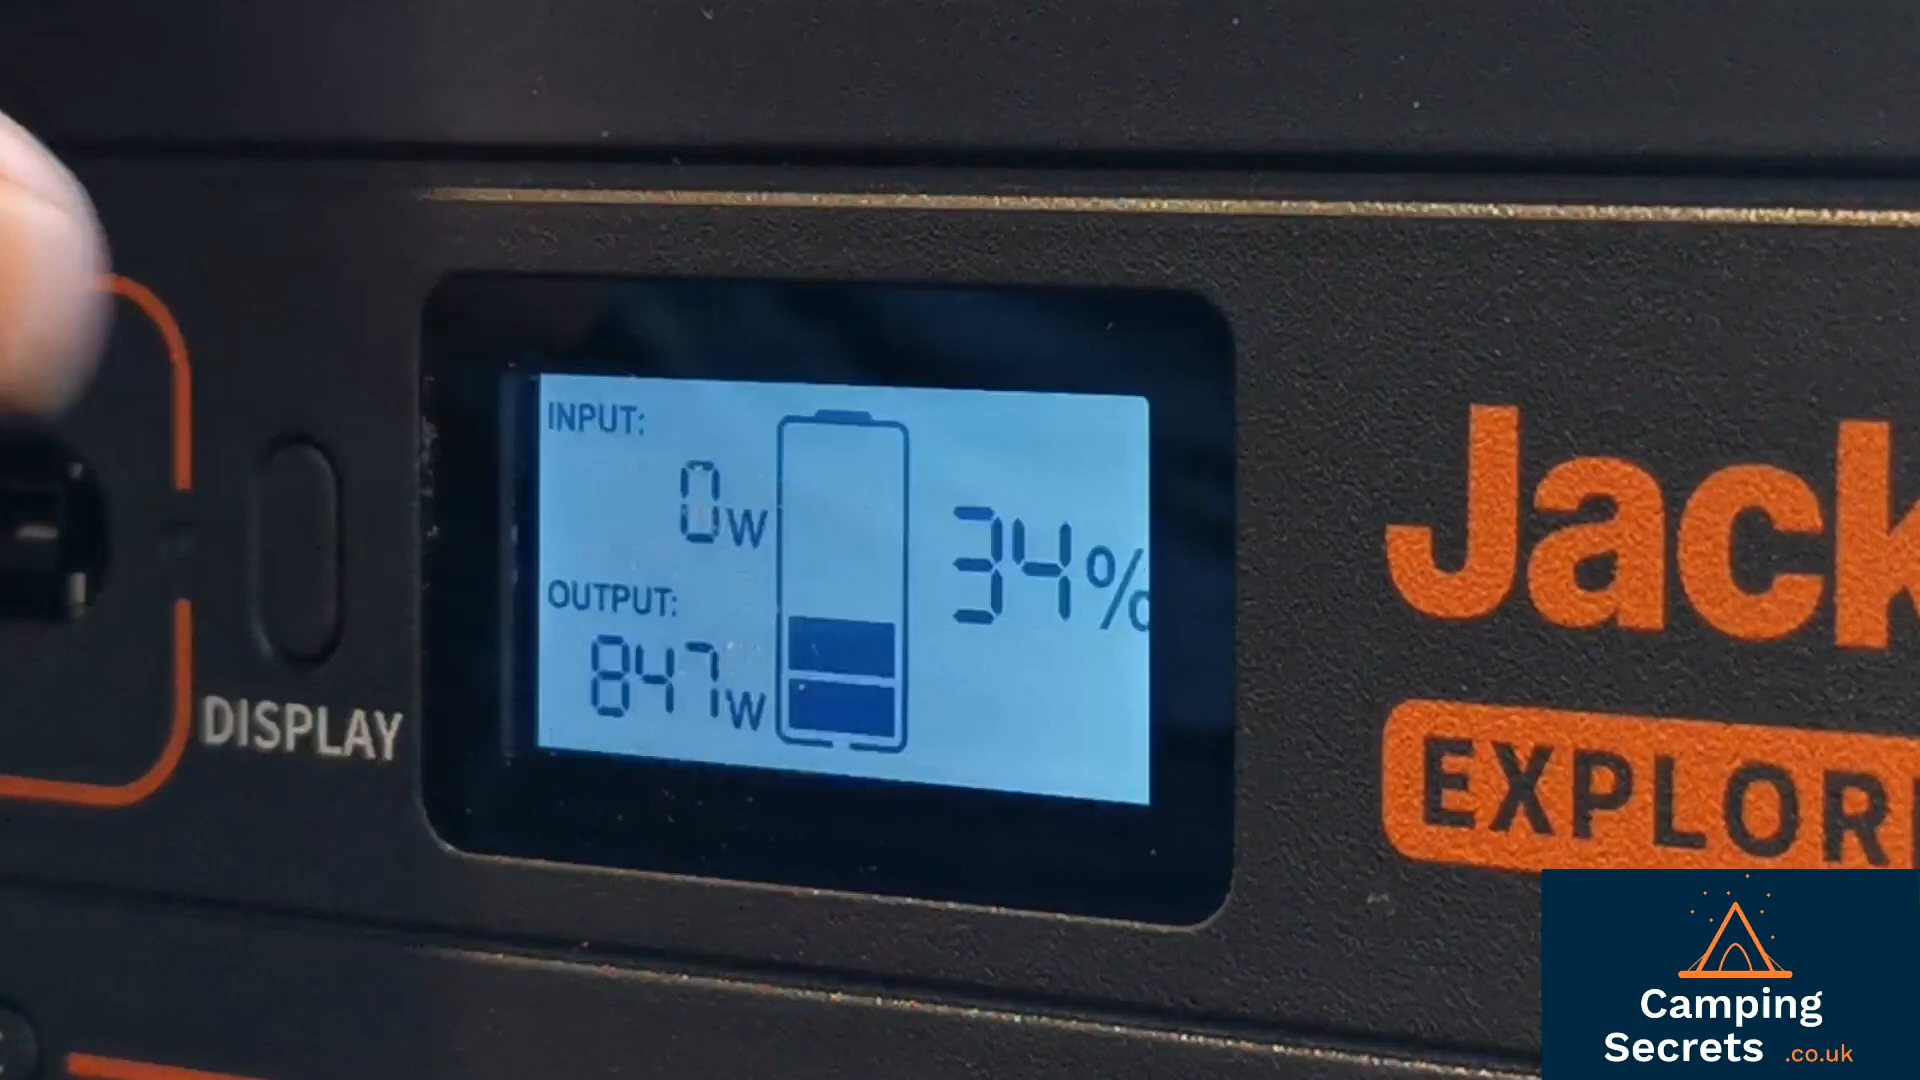 INPUT:
0W
OUTPUT:
847W
34%
DISPLAY
Jack
EXPLOR
Camping
Secrets .co.uk